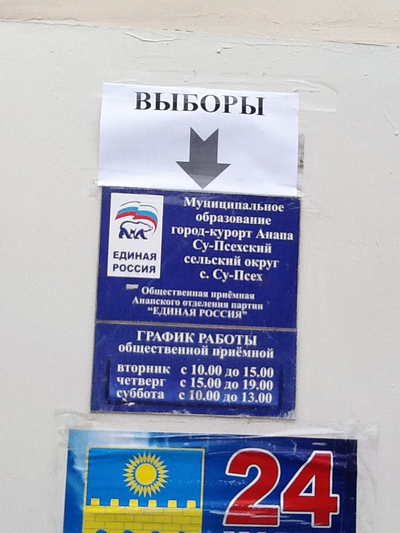 ВЫБОРЫ
ЕДИНАЯ
РОССИЯ
Муниципальное
образование
город-курорт Анапа
Су-Псехский
сельский округ
с. Су-Псех
Общественная приёмная
Анапского отделения партии
"ЕДИНАЯ РОССИЯ"
ГРАФИК РАБОТЫ
общественной приёмной
вторник с 10.00 до 15.00
четверг с 15.00 до 19.00
суббота с 10.00 до 13.00
24